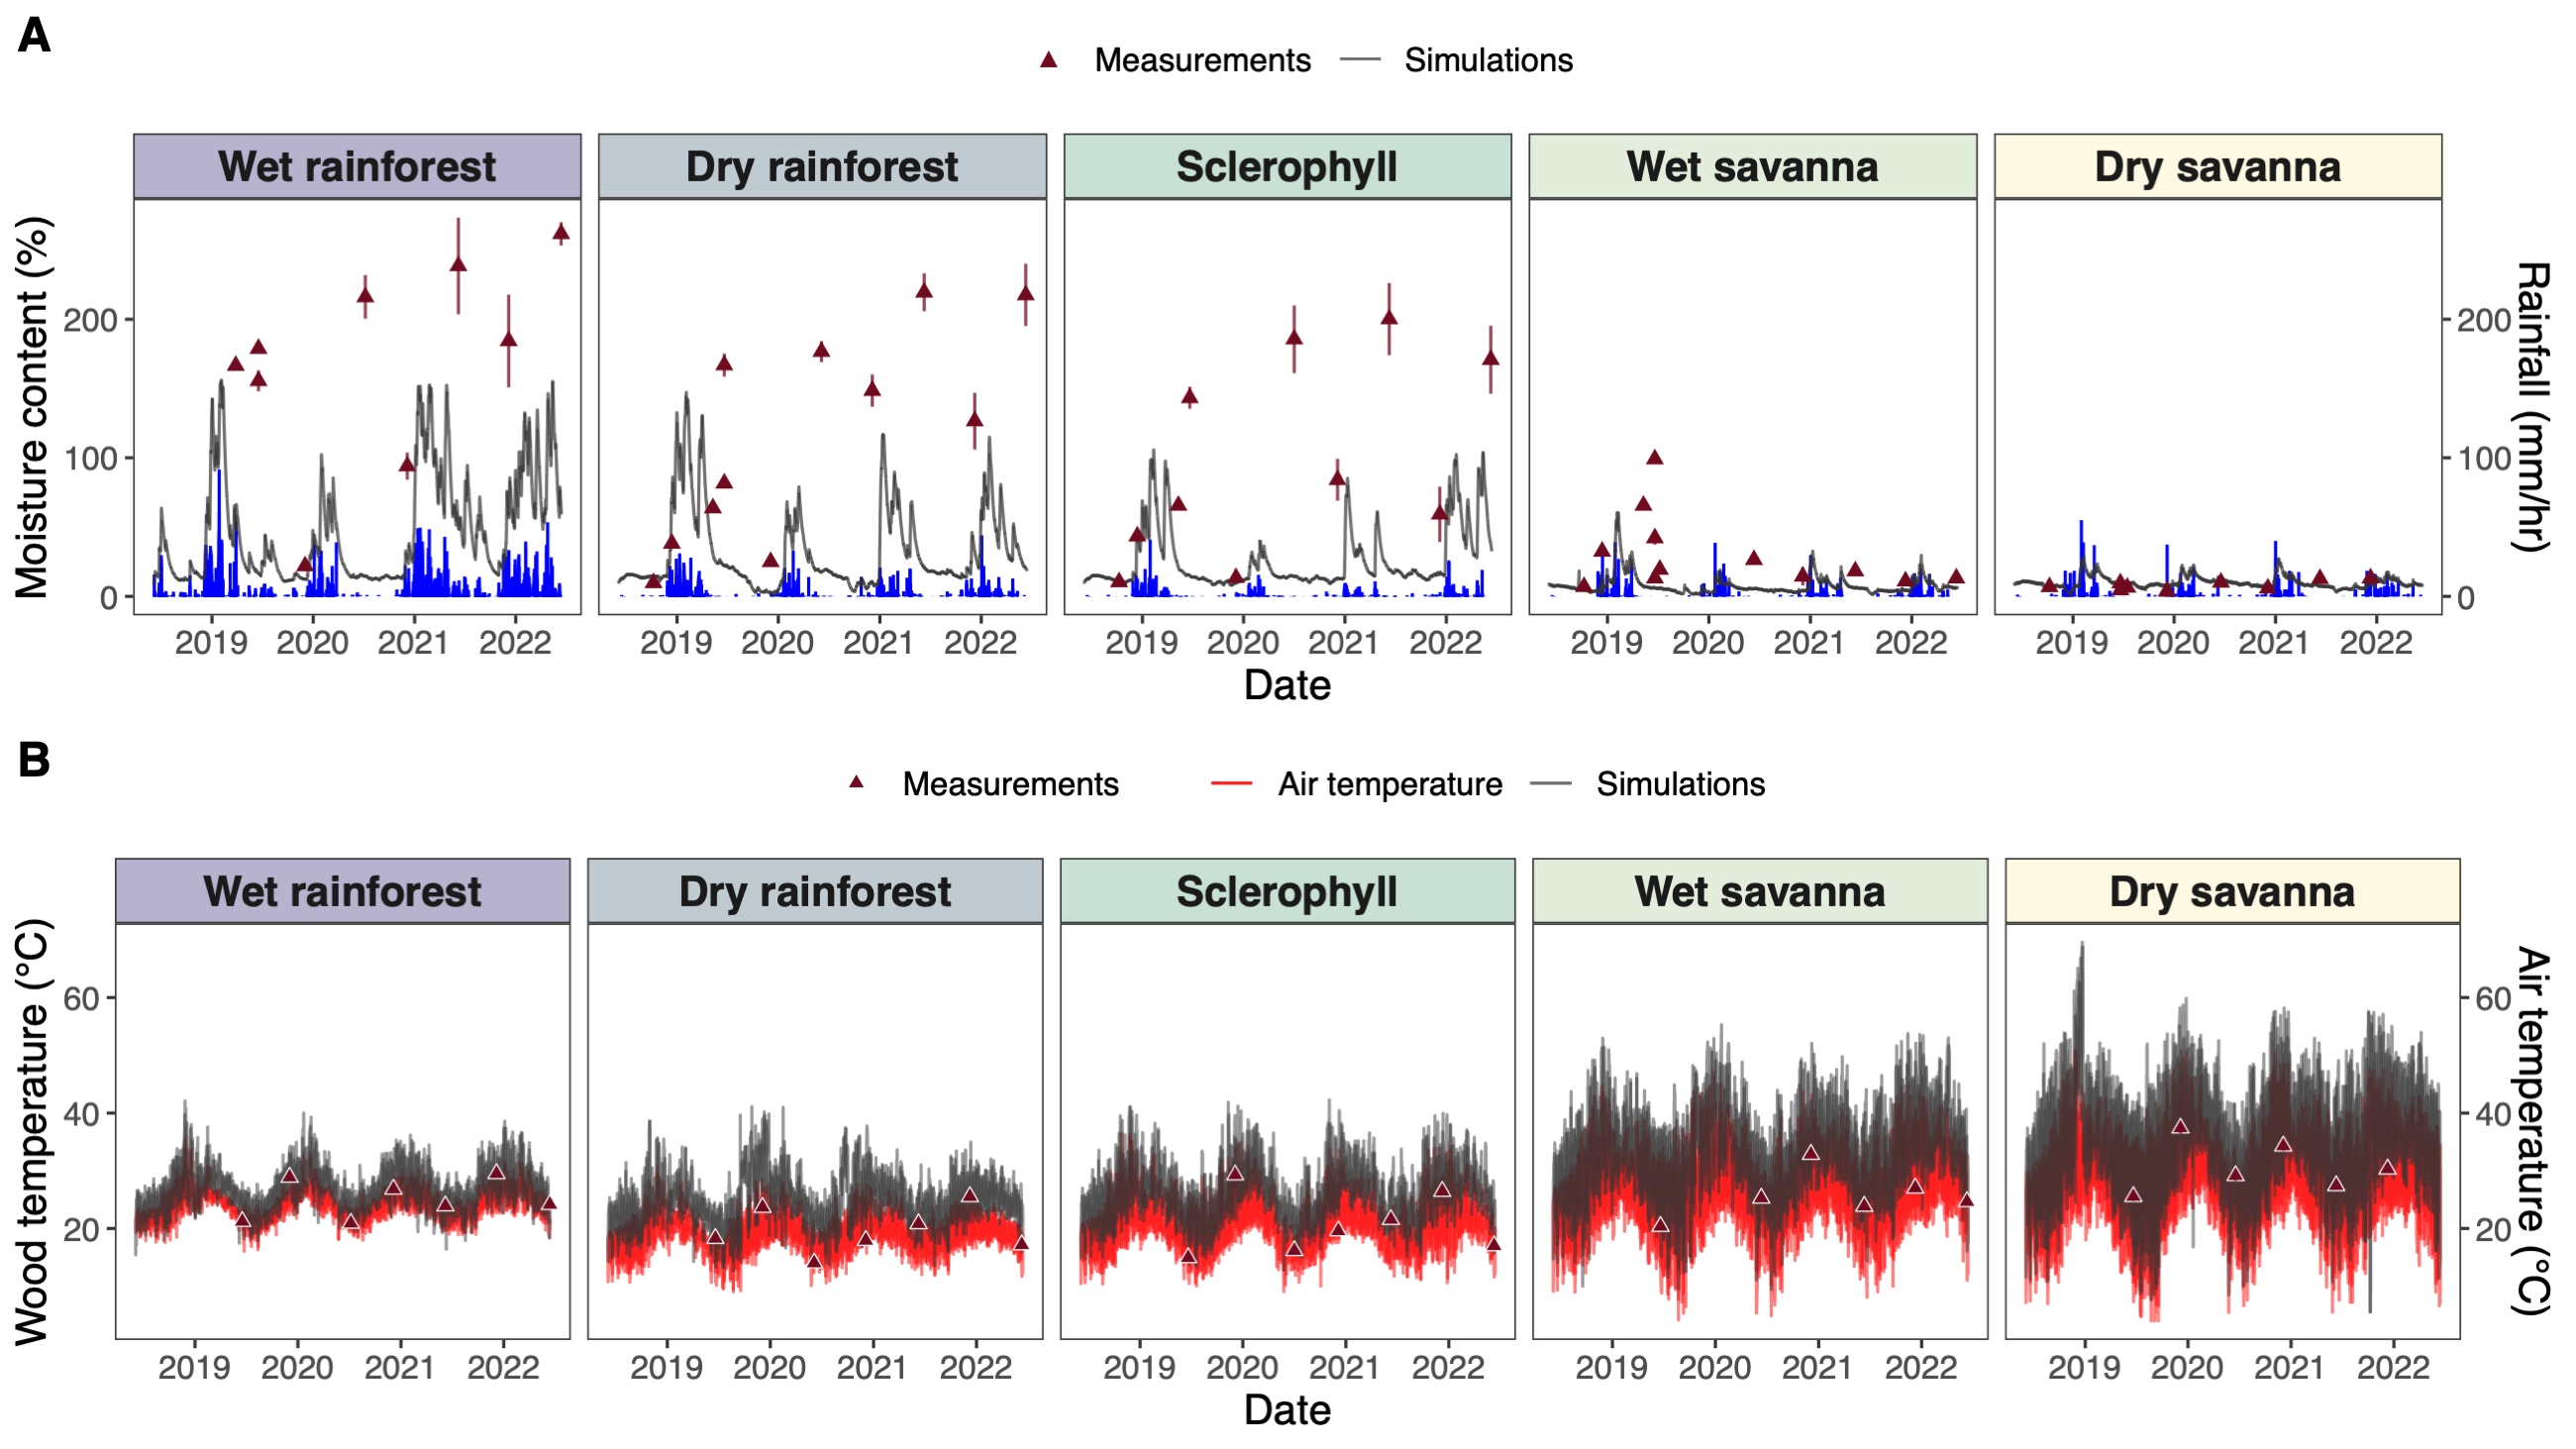 A
Measurements Simulations
Wet rainforest Dry rainforest Sclerophyll Wet savanna Dry savanna
Moisture content (%)
200
100
0
Rainfall (mm/hr)
200
100
0
2019 2020 2021 2022 2019 2020 2021 2022 2019 2020 2021 2022 2019 2020 2021 2022 2019 2020 2021 2022
Date
B
Measurements Air temperature Simulations
Wet rainforest Dry rainforest Sclerophyll Wet savanna Dry savanna
Wood temperature (°C)
60
40
20
Air temperature (°C)
60
40
20
2019 2020 2021 2022 2019 2020 2021 2022 2019 2020 2021 2022 2019 2020 2021 2022 2019 2020 2021 2022
Date